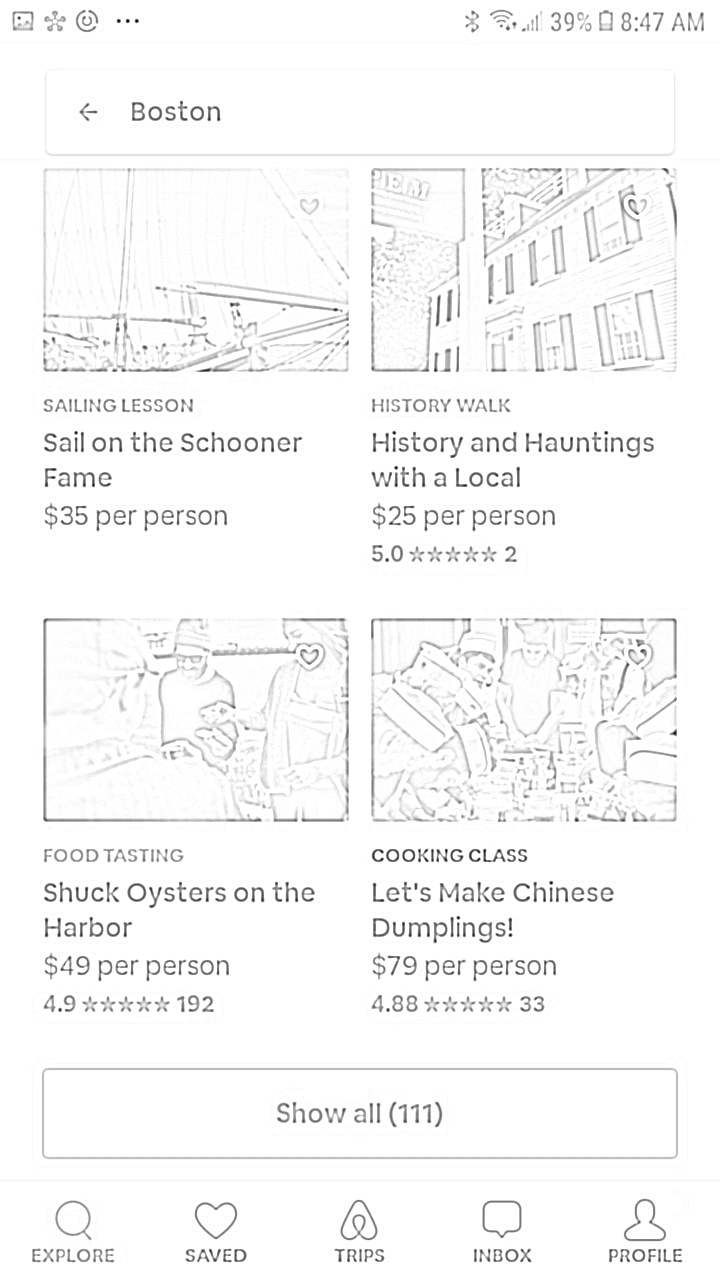 39% 8:47 AM
Boston
SAILING LESSON
Sail on the Schooner
Fame
$35 per person
HISTORY WALK
History and Hauntings
with a Local
$25 per person
5.0 ★★★★★ 2
FOOD TASTING
Shuck Oysters on the
Harbor
$49 per person
4.9 ★★★★★ 192
COOKING CLASS
Let's Make Chinese
Dumplings!
$79 per person
4.88 ★★★★★ 33
Show all (111)
EXPLORE
SAVED
TRIPS
INBOX
PROFILE